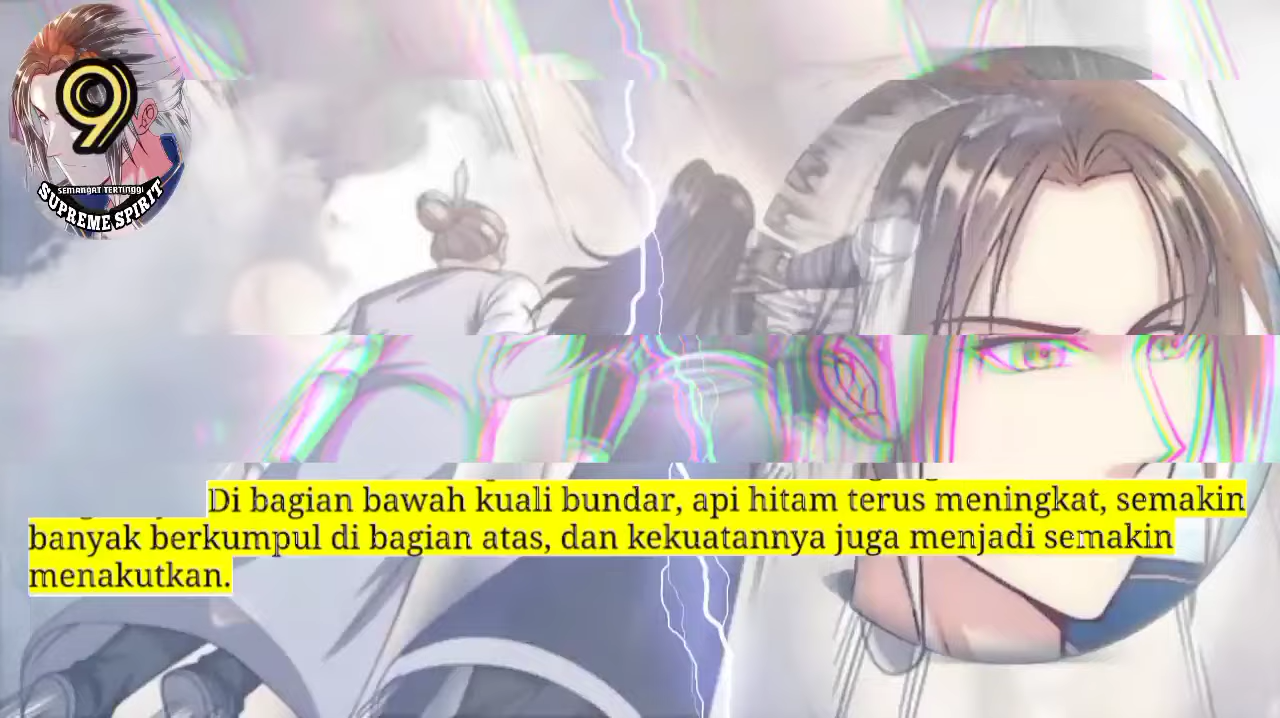 9
SEMANGAT TERTINGGI
SUPREME SPIRIT
Di bagian bawah kuali bundar, api hitam terus meningkat, semakin
banyak berkumpul di bagian atas, dan kekuatannya juga menjadi semakin
menakutkan.